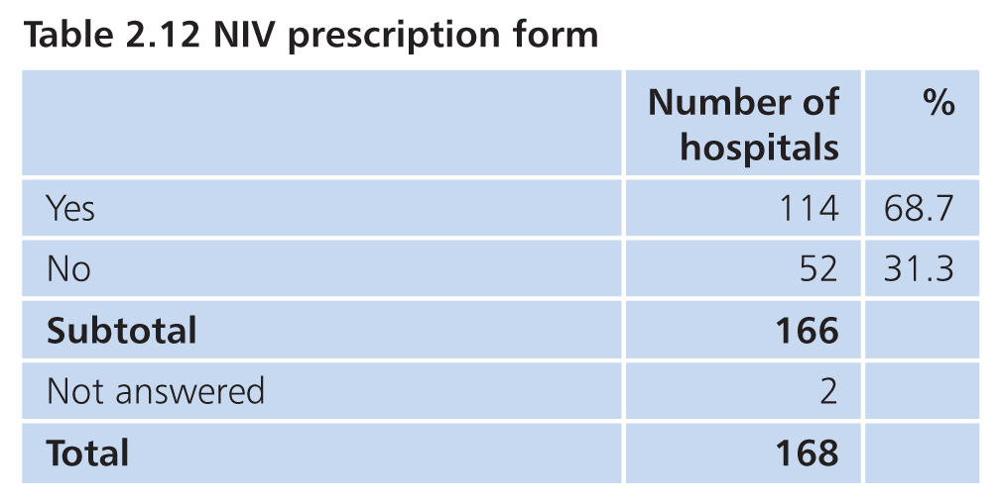 Table 2.12 NIV prescription form
Number of hospitals %
Yes 114 68.7
No 52 31.3
Subtotal 166
Not answered 2
Total 168